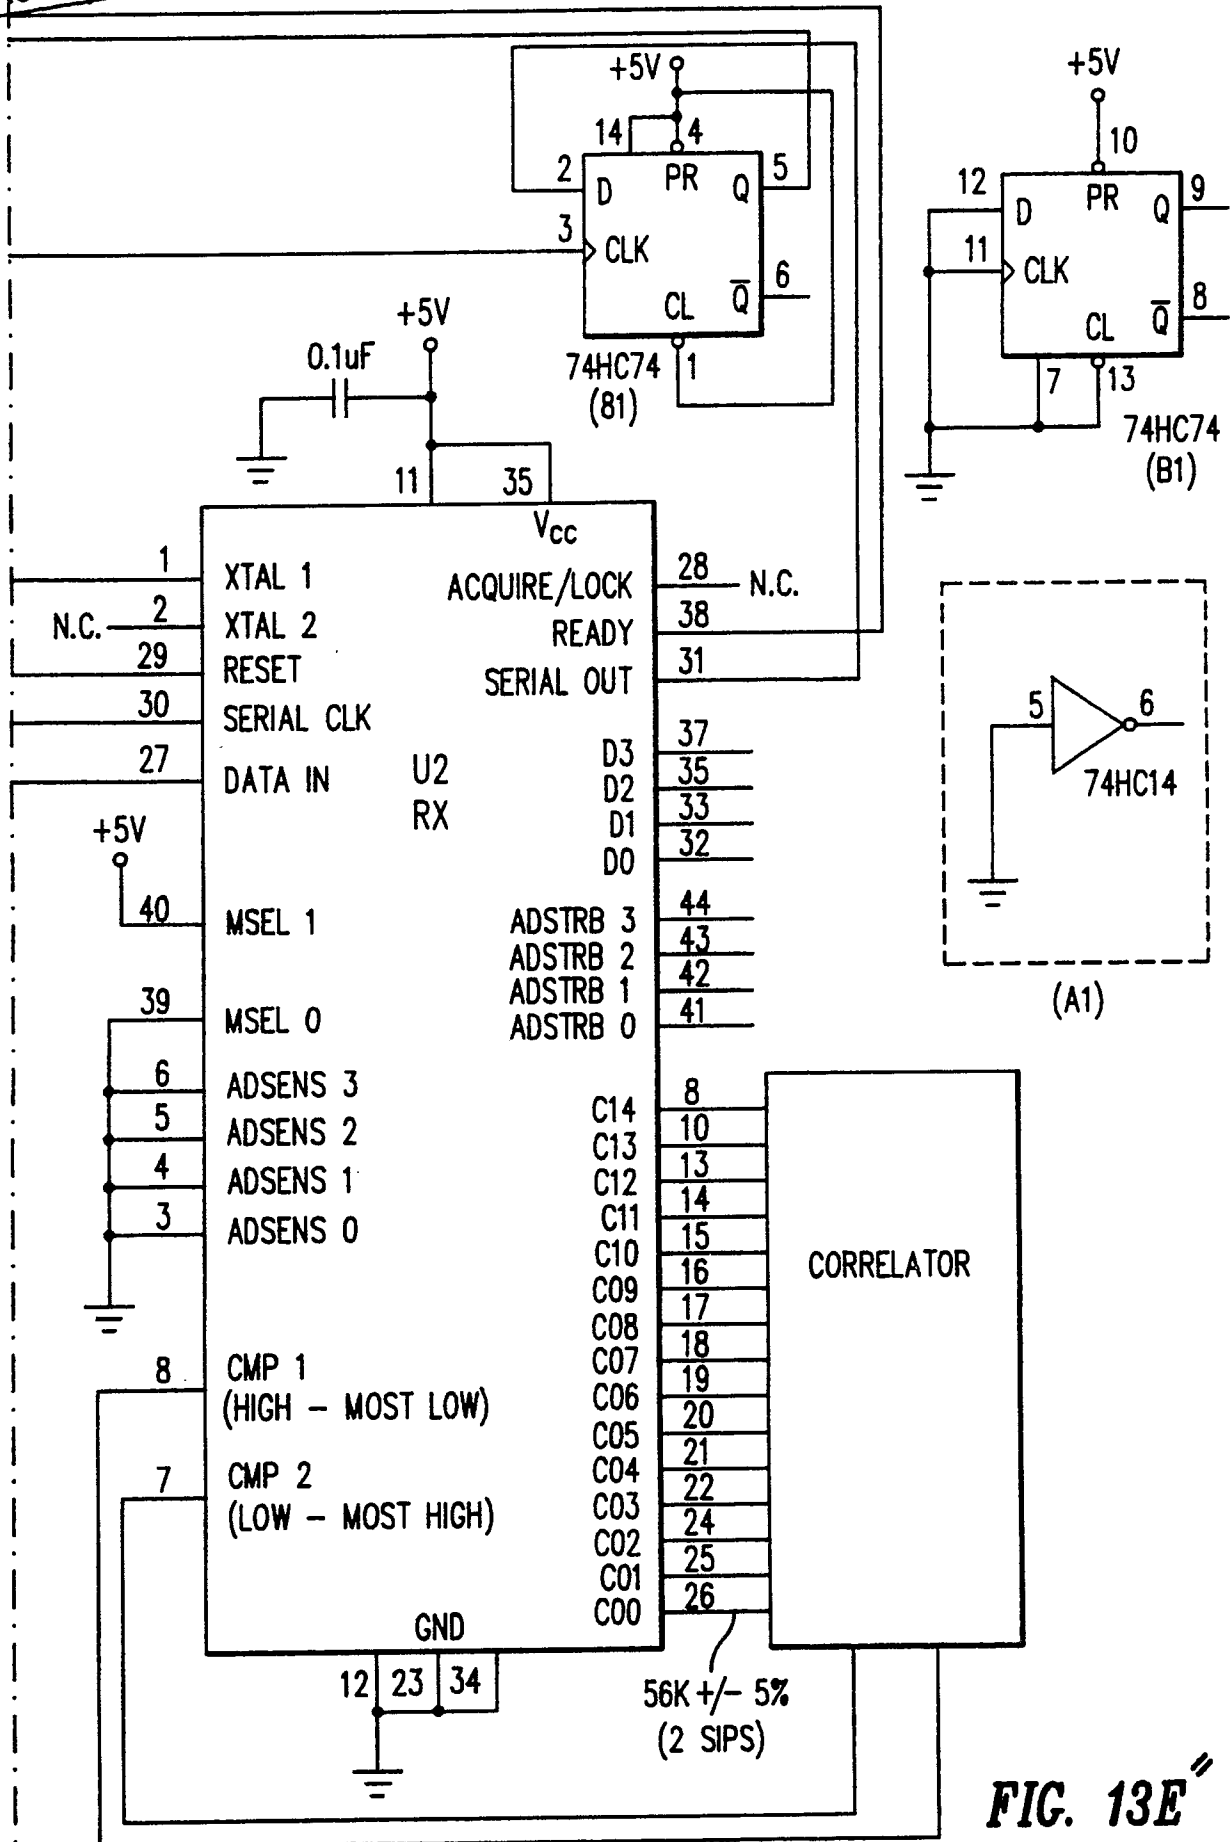 +5V
14
4
2
D
PR
Q
5
3
CLK
CL
Q̅
6
74HC74
1
(81)
+5V
10
12
D
PR
Q
9
11
CLK
CL
Q̅
8
7
13
74HC74
(B1)
+5V
0.1uF
11
35
VCC
1
XTAL 1
N.C.
2
XTAL 2
29
RESET
30
SERIAL CLK
27
DATA IN
U2
RX
+5V
40
MSEL 1
39
MSEL 0
6
ADSENS 3
5
ADSENS 2
4
ADSENS 1
3
ADSENS 0
8
CMP 1
(HIGH – MOST LOW)
7
CMP 2
(LOW – MOST HIGH)
GND
12
23
34
ACQUIRE/LOCK
28
N.C.
READY
38
SERIAL OUT
31
D3
37
D2
35
D1
33
D0
32
ADSTRB 3
44
ADSTRB 2
43
ADSTRB 1
42
ADSTRB 0
41
5
6
74HC14
(A1)
C14
8
C13
10
C12
13
C11
14
C10
15
C09
16
C08
17
C07
18
C06
19
C05
20
C04
21
C03
22
C02
24
C01
25
C00
26
CORRELATOR
56K +/– 5%
(2 SIPS)
FIG. 13E"